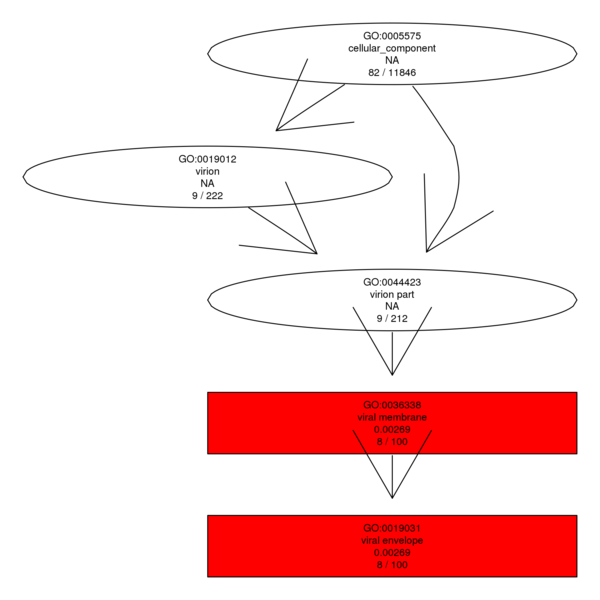 GO:0005575
cellular_component
NA
82 / 11846
GO:0019012
virion
NA
9 / 222
GO:0044423
virion part
NA
9 / 212
GO:0036338
viral membrane
0.00269
8 / 100
GO:0019031
viral envelope
0.00269
8 / 100